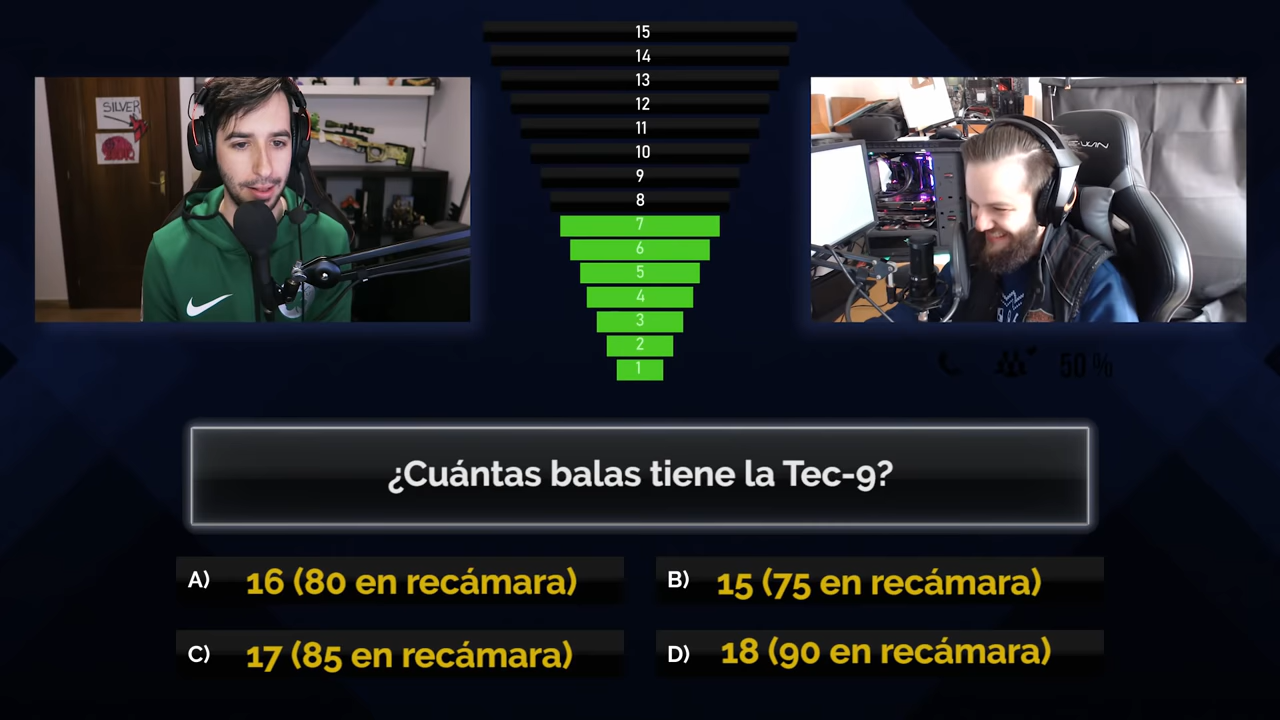 15
14
13
12
11
10
9
8
7
6
5
4
3
2
1
SILVER
50 %
¿Cuántas balas tiene la Tec-9?
A) 16 (80 en recámara)
B) 15 (75 en recámara)
C) 17 (85 en recámara)
D) 18 (90 en recámara)